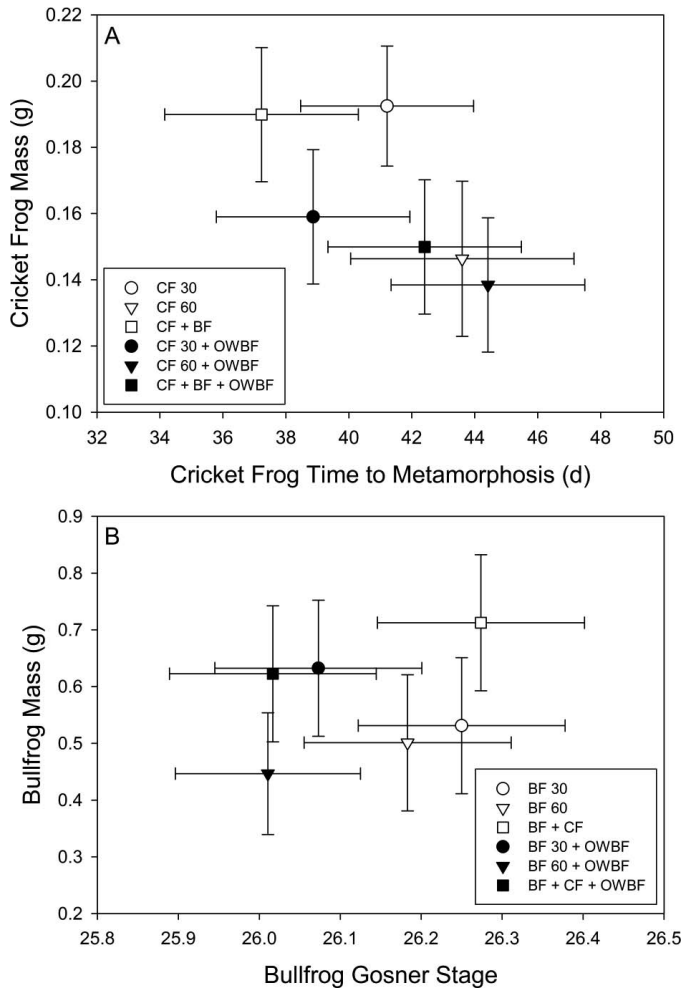 0.22
A
0.20
0.18
0.16
0.14
0.12
0.10
Cricket Frog Mass (g)
CF 30
CF 60
CF + BF
CF 30 + OWBF
CF 60 + OWBF
CF + BF + OWBF
32 34 36 38 40 42 44 46 48 50
Cricket Frog Time to Metamorphosis (d)
0.9
B
0.8
0.7
0.6
0.5
0.4
0.3
0.2
Bullfrog Mass (g)
BF 30
BF 60
BF + CF
BF 30 + OWBF
BF 60 + OWBF
BF + CF + OWBF
25.8 25.9 26.0 26.1 26.2 26.3 26.4 26.5
Bullfrog Gosner Stage